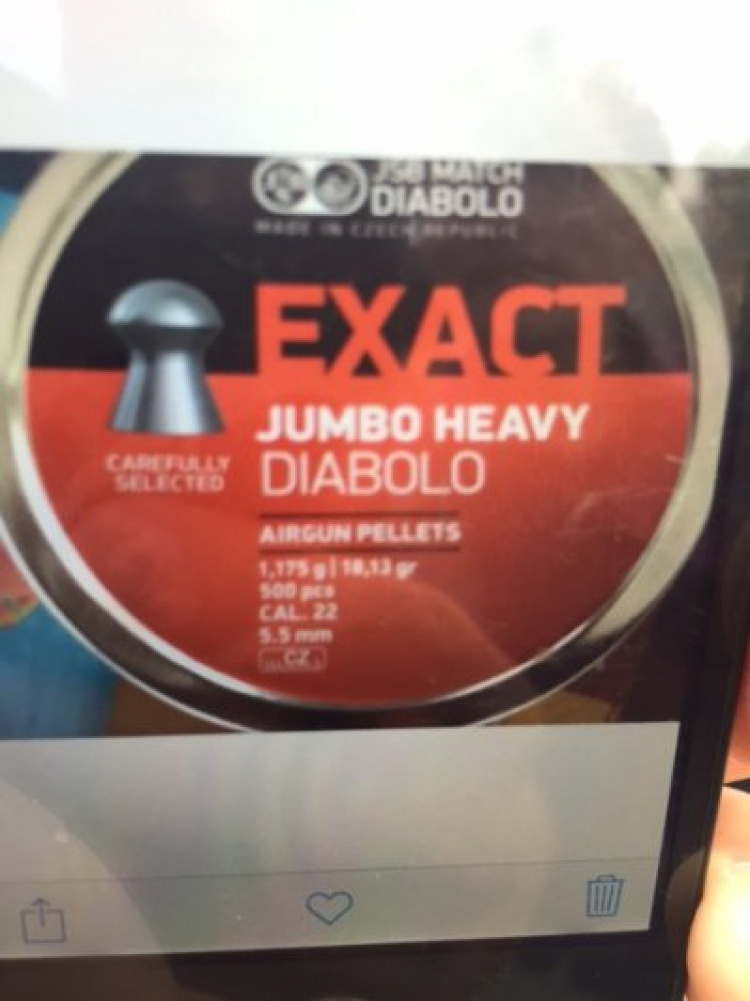 JSB MATCH
DIABOLO
MADE IN CZECH REPUBLIC
EXACT
JUMBO HEAVY
DIABOLO
CAREFULLY
SELECTED
AIRGUN PELLETS
1,175 g | 18,13 gr
500 pcs
CAL. 22
5.5 mm
CZ